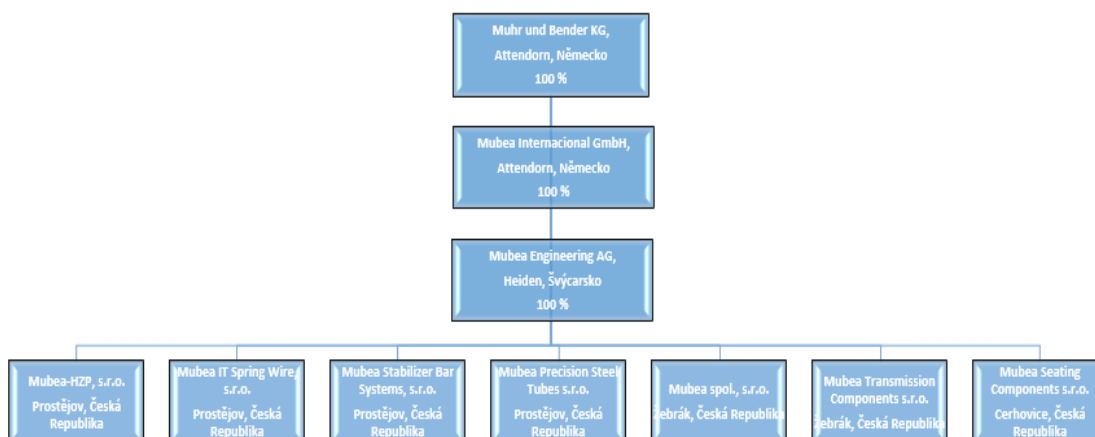 Muhr und Bender KG,
Attendorn, Německo
100 %
Mubea Internacional GmbH,
Attendorn, Německo
100 %
Mubea Engineering AG,
Heiden, Švýcarsko
100 %
Mubea-HZP, s.r.o.
Prostějov, Česká
Republika
Mubea IT Spring Wire,
s.r.o.
Prostějov, Česká
Republika
Mubea Stabilizer Bar
Systems, s.r.o.
Prostějov, Česká
Republika
Mubea Precision Steel
Tubes s.r.o.
Prostějov, Česká
Republika
Mubea spol., s.r.o.
Žebrák, Česká Republika
Mubea Transmission
Components s.r.o.
Žebrák, Česká Republika
Mubea Seating
Components s.r.o.
Cerhovice, Česká
Republika